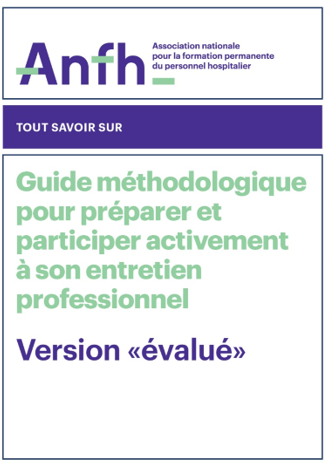 Anfh
Association nationale
pour la formation permanente
du personnel hospitalier
TOUT SAVOIR SUR
Guide méthodologique
pour préparer et
participer activement
à son entretien
professionnel
Version «évalué»